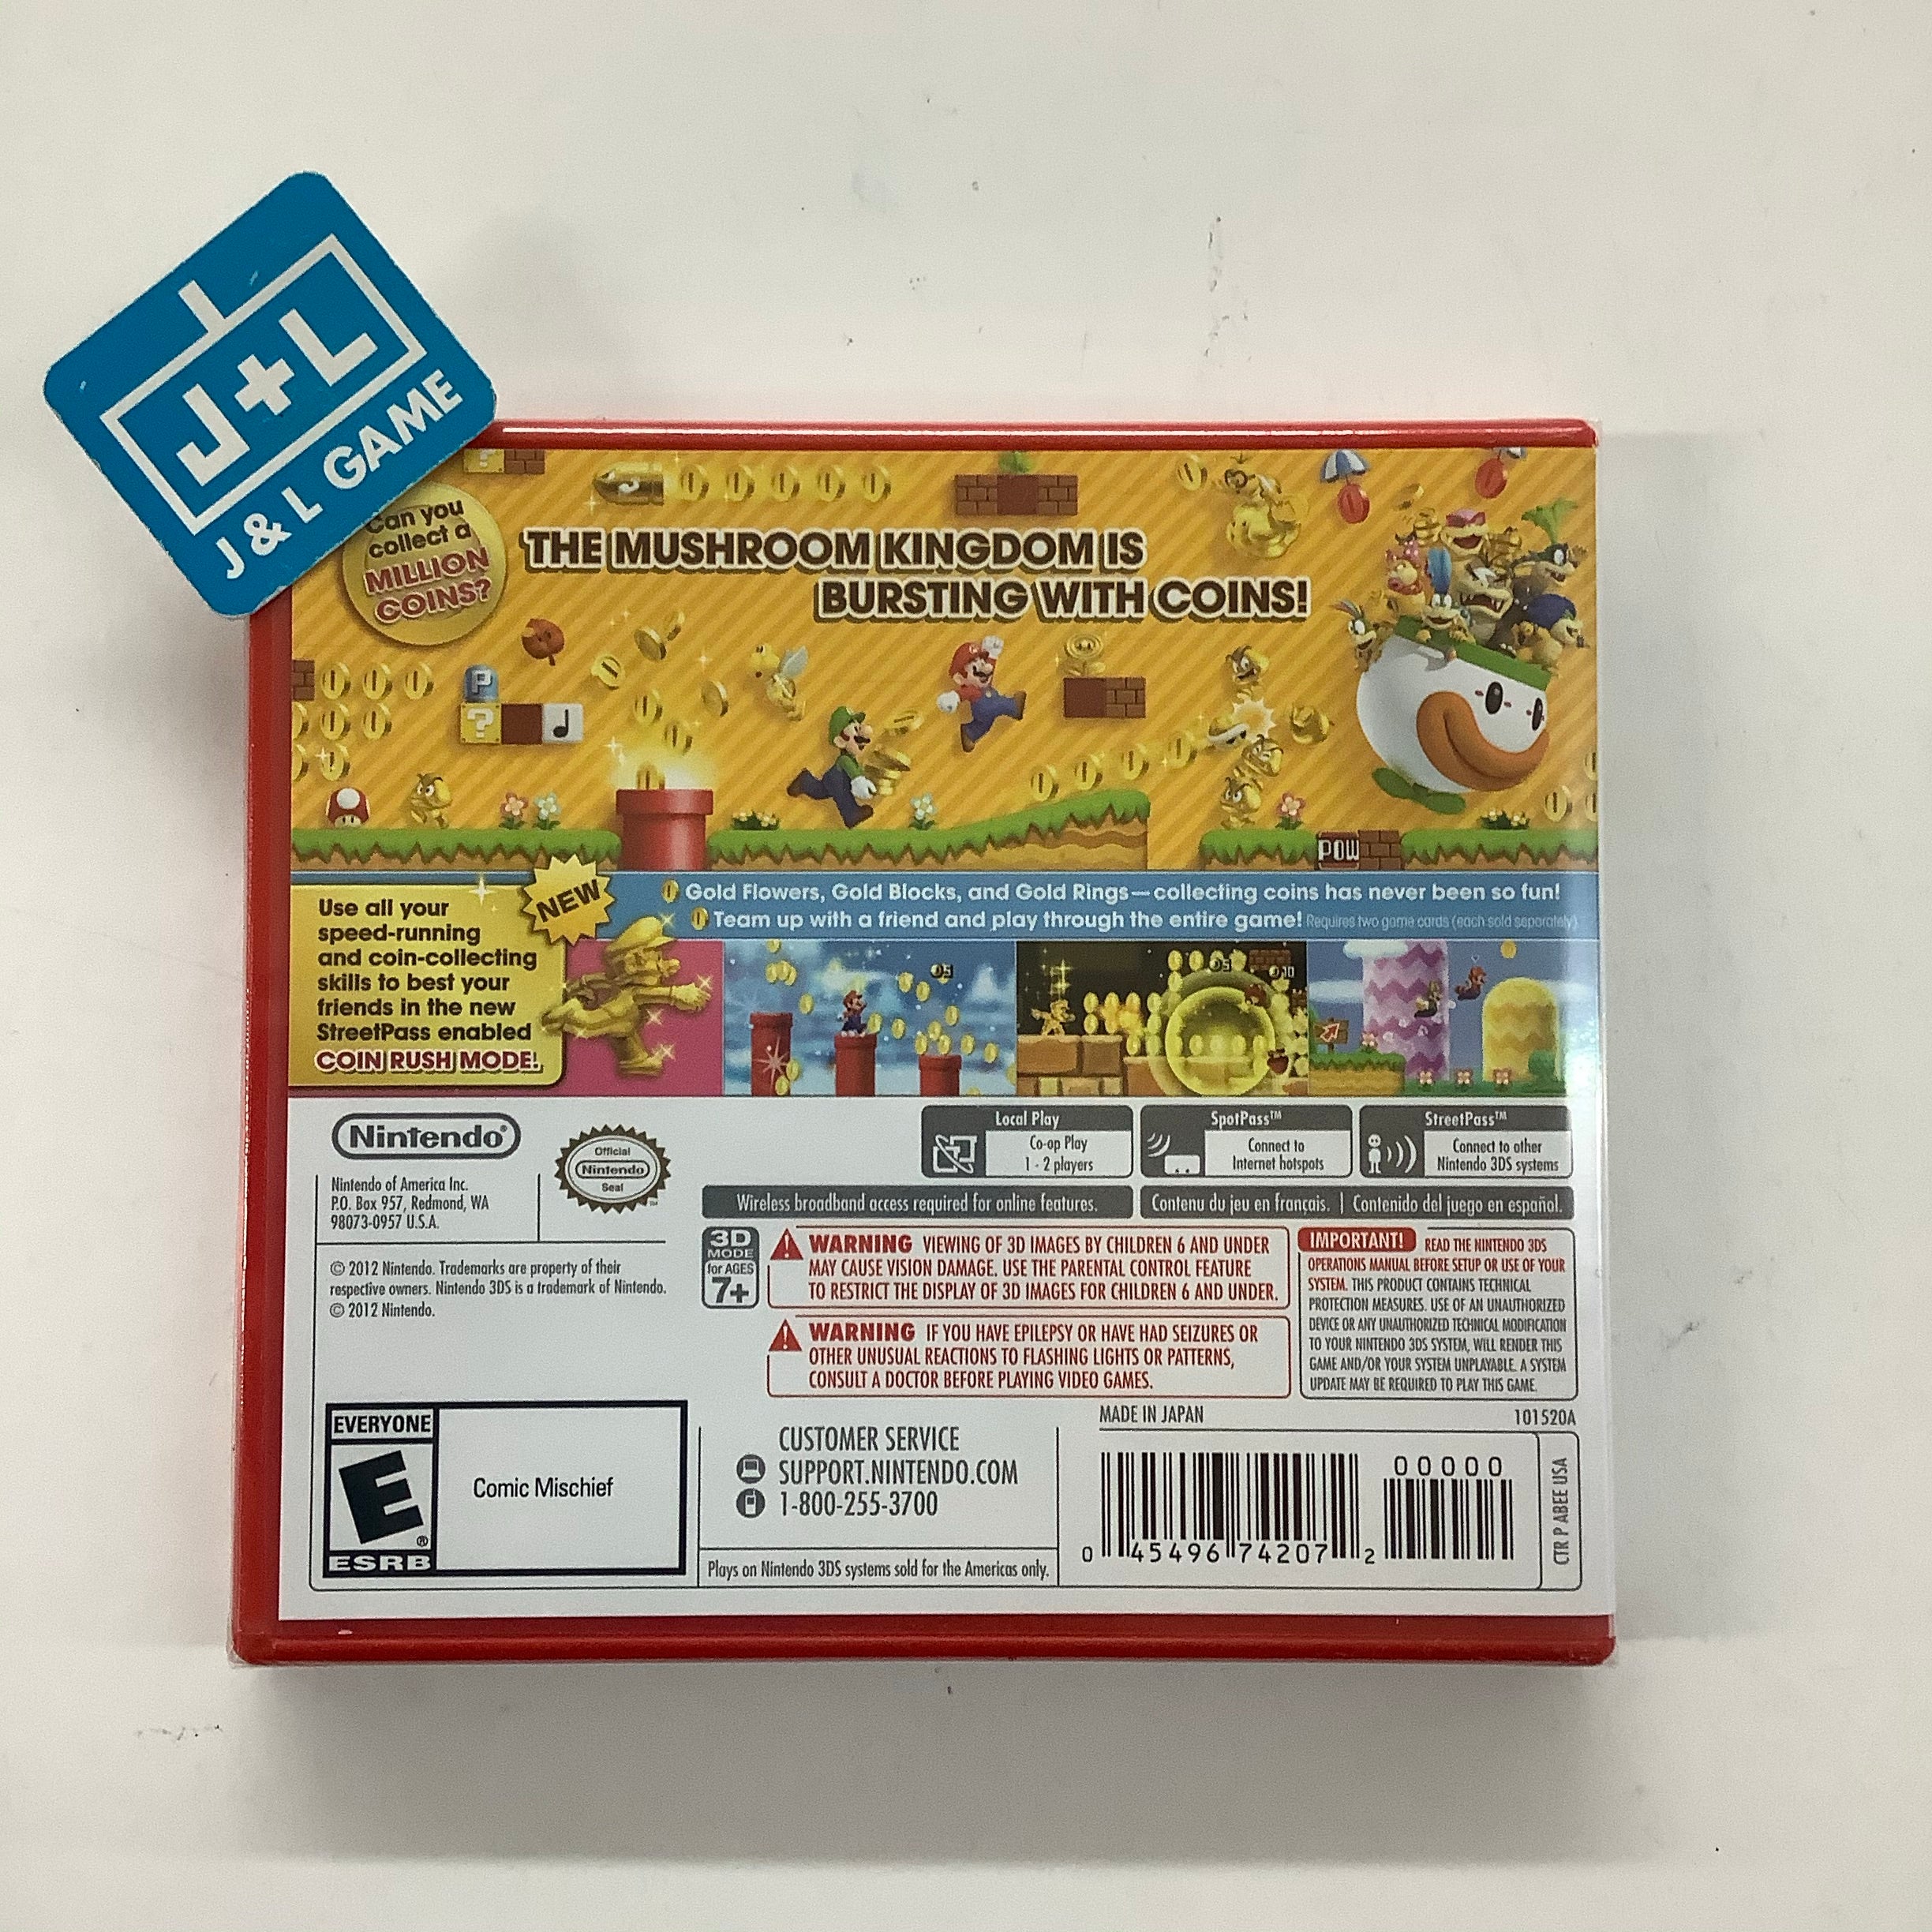 J+L
J & L GAME
Can you
collect a
MILLION
COINS?
THE MUSHROOM KINGDOM IS
BURSTING WITH COINS!
P
?
POW
Use all your
speed-running
and coin-collecting
skills to best your
friends in the new
StreetPass enabled
COIN RUSH MODE!
NEW
Gold Flowers, Gold Blocks, and Gold Rings—collecting coins has never been so fun!
Team up with a friend and play through the entire game! Requires two game cards (each sold separately)
Nintendo®
Official
Nintendo
Seal
Nintendo of America Inc.
P.O. Box 957, Redmond, WA
98073-0957 U.S.A.
© 2012 Nintendo. Trademarks are property of their
respective owners. Nintendo 3DS is a trademark of Nintendo.
© 2012 Nintendo.
Local Play
Co-op Play
1 - 2 players
SpotPass™
Connect to
Internet hotspots
StreetPass™
Connect to other
Nintendo 3DS systems
Wireless broadband access required for online features.
Contenu du jeu en français. | Contenido del juego en español.
3D
MODE
for AGES
7+
WARNING VIEWING OF 3D IMAGES BY CHILDREN 6 AND UNDER
MAY CAUSE VISION DAMAGE. USE THE PARENTAL CONTROL FEATURE
TO RESTRICT THE DISPLAY OF 3D IMAGES FOR CHILDREN 6 AND UNDER.
WARNING IF YOU HAVE EPILEPSY OR HAVE HAD SEIZURES OR
OTHER UNUSUAL REACTIONS TO FLASHING LIGHTS OR PATTERNS,
CONSULT A DOCTOR BEFORE PLAYING VIDEO GAMES.
IMPORTANT! READ THE NINTENDO 3DS
OPERATIONS MANUAL BEFORE SETUP OR USE OF YOUR
SYSTEM. THIS PRODUCT CONTAINS TECHNICAL
PROTECTION MEASURES. USE OF AN UNAUTHORIZED
DEVICE OR ANY UNAUTHORIZED TECHNICAL MODIFICATION
TO YOUR NINTENDO 3DS SYSTEM, WILL RENDER THIS
GAME AND/OR YOUR SYSTEM UNPLAYABLE. A SYSTEM
UPDATE MAY BE REQUIRED TO PLAY THIS GAME.
EVERYONE
E
ESRB
Comic Mischief
CUSTOMER SERVICE
SUPPORT.NINTENDO.COM
1-800-255-3700
Plays on Nintendo 3DS systems sold for the Americas only.
MADE IN JAPAN
101520A
00000
0 45496 74207 2
CTR P ABEE USA